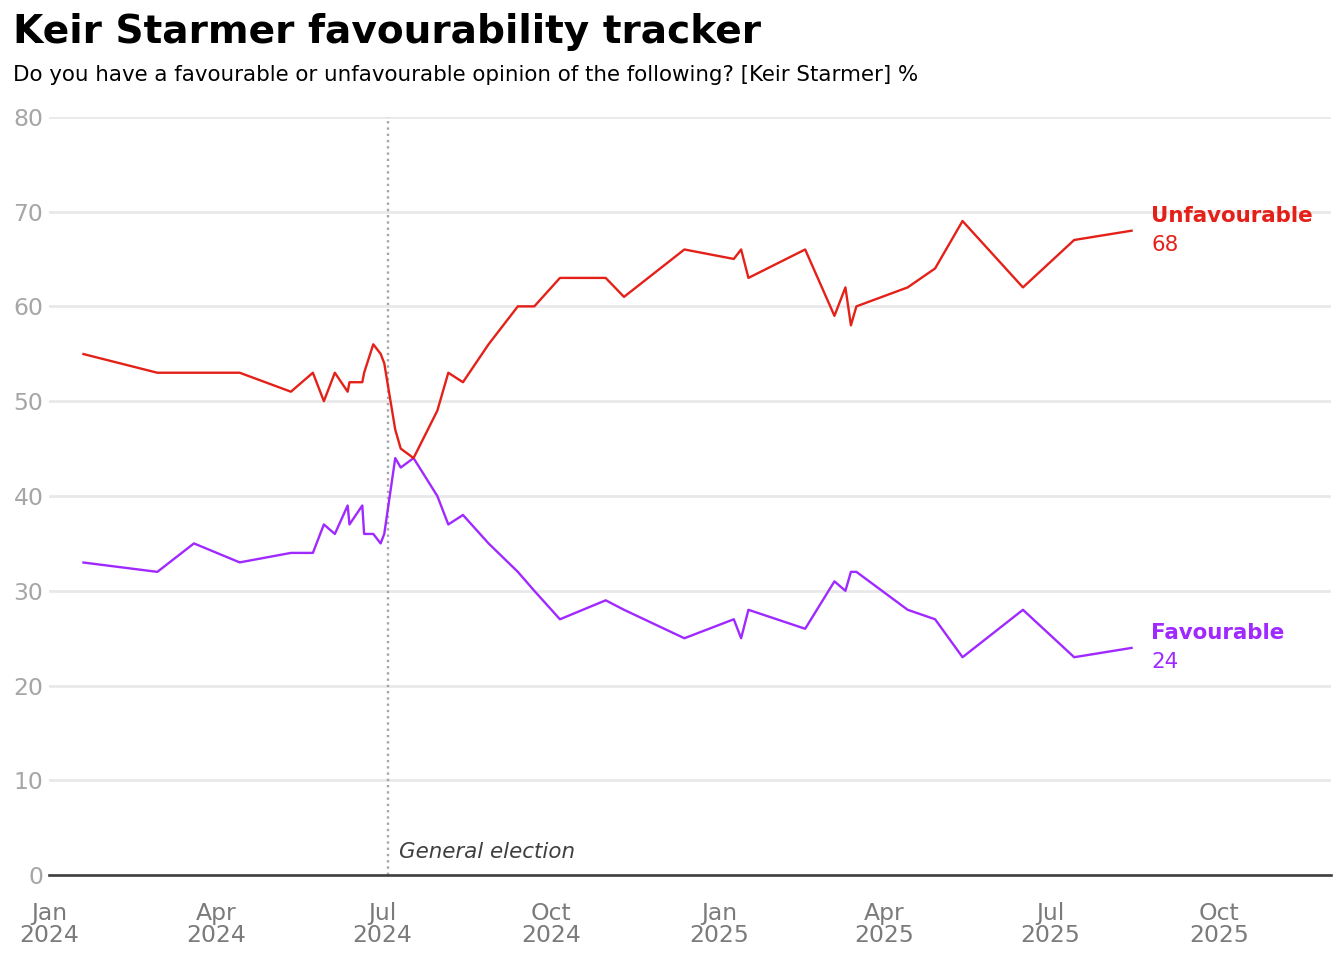 Keir Starmer favourability tracker
Do you have a favourable or unfavourable opinion of the following? [Keir Starmer] %
80
70
60
50
40
30
20
10
0
Unfavourable
68
Favourable
24
General election
Jan 2024
Apr 2024
Jul 2024
Oct 2024
Jan 2025
Apr 2025
Jul 2025
Oct 2025